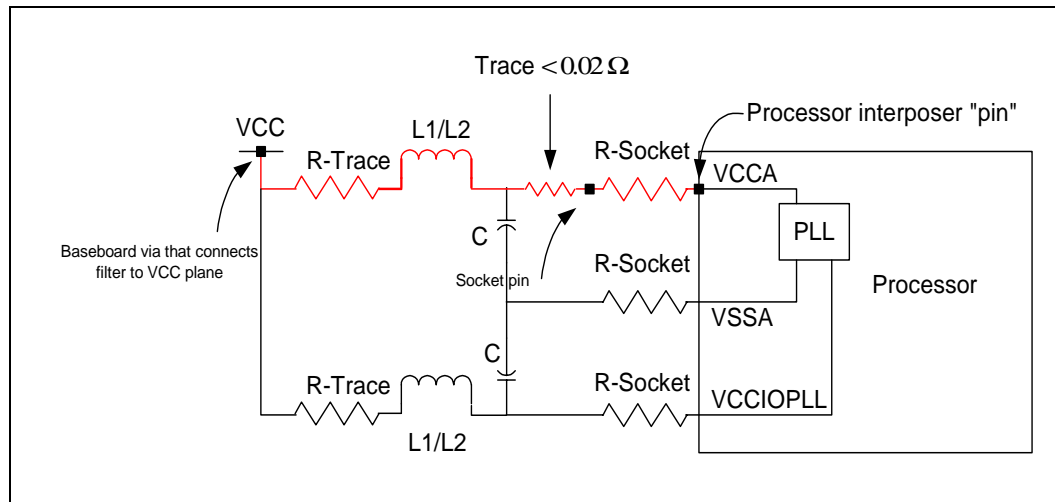 Trace <0.02 Ω
Processor interposer "pin"
VCC
L1/L2
R-Trace
R-Socket
VCCA
PLL
C
Baseboard via that connects
filter to VCC plane
Socket pin
R-Socket
Processor
VSSA
C
R-Trace
R-Socket
VCCIOPLL
L1/L2